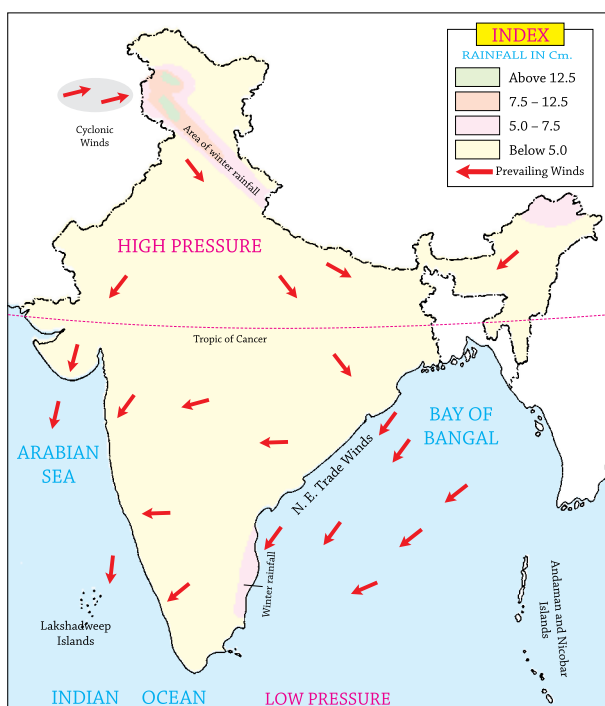 INDEX
RAINFALL IN Cm.
Above 12.5
7.5 – 12.5
5.0 – 7.5
Below 5.0
Prevailing Winds
Cyclonic
Winds
Area of winter rainfall
HIGH PRESSURE
Tropic of Cancer
ARABIAN
SEA
BAY OF
BANGAL
N. E. Trade Winds
Winter rainfall
Lakshadweep
Islands
Andaman and Nicobar
Islands
INDIAN OCEAN
LOW PRESSURE